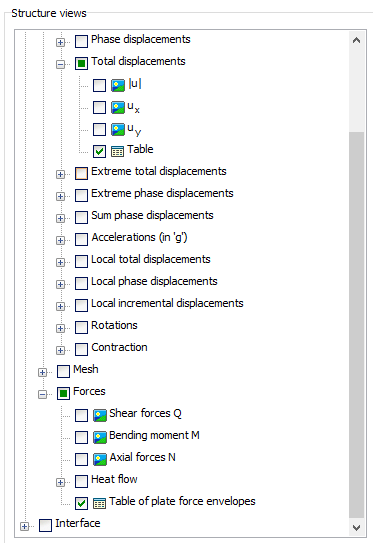 Structure views
Phase displacements
Total displacements
|u|
ux
uy
Table
Extreme total displacements
Extreme phase displacements
Sum phase displacements
Accelerations (in 'g')
Local total displacements
Local phase displacements
Local incremental displacements
Rotations
Contraction
Mesh
Forces
Shear forces Q
Bending moment M
Axial forces N
Heat flow
Table of plate force envelopes
Interface